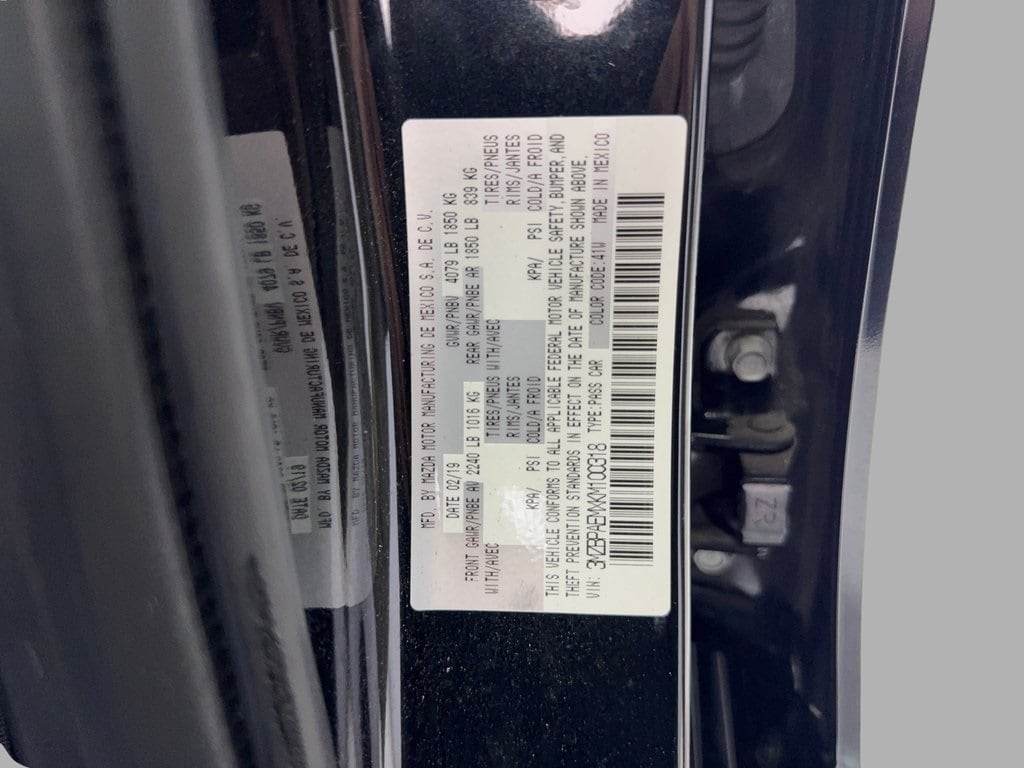 MFD. BY MAZDA MOTOR MANUFACTURING DE MEXICO S.A. DE C.V.
DATE 02/19 GVWR/PNBV 4079 LB 1850 KG
FRONT GAWR/PNBE AV 2240 LB 1016 KG REAR GAWR/PNBE AR 1850 LB 839 KG
WITH/AVEC TIRES/PNEUS WITH/AVEC TIRES/PNEUS
RIMS/JANTES RIMS/JANTES
KPA/ PSI COLD/A FROID KPA/ PSI COLD/A FROID
THIS VEHICLE CONFORMS TO ALL APPLICABLE FEDERAL MOTOR VEHICLE SAFETY, BUMPER, AND
THEFT PREVENTION STANDARDS IN EFFECT ON THE DATE OF MANUFACTURE SHOWN ABOVE.
VIN: 3MZBPAEMXKM100318 TYPE:PASS CAR COLOR CODE:41W MADE IN MEXICO